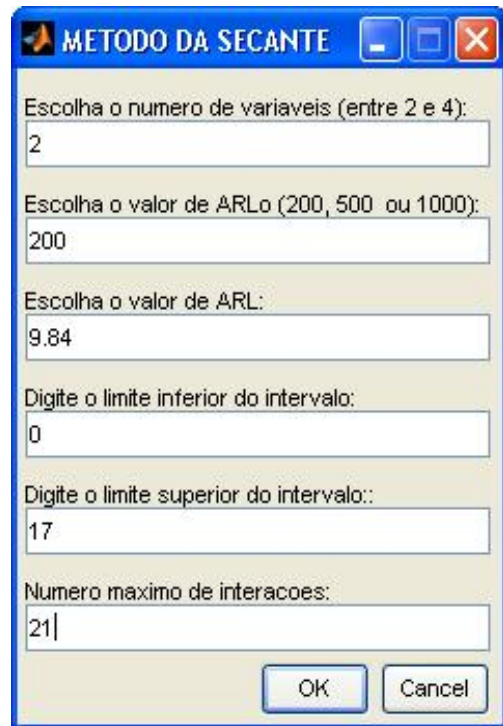 METODO DA SECANTE
Escolha o numero de variaveis (entre 2 e 4):
2
Escolha o valor de ARLo (200, 500  ou 1000):
200
Escolha o valor de ARL:
9.84
Digite o limite inferior do intervalo:
0
Digite o limite superior do intervalo::
17
Numero maximo de interacoes:
21
OK Cancel